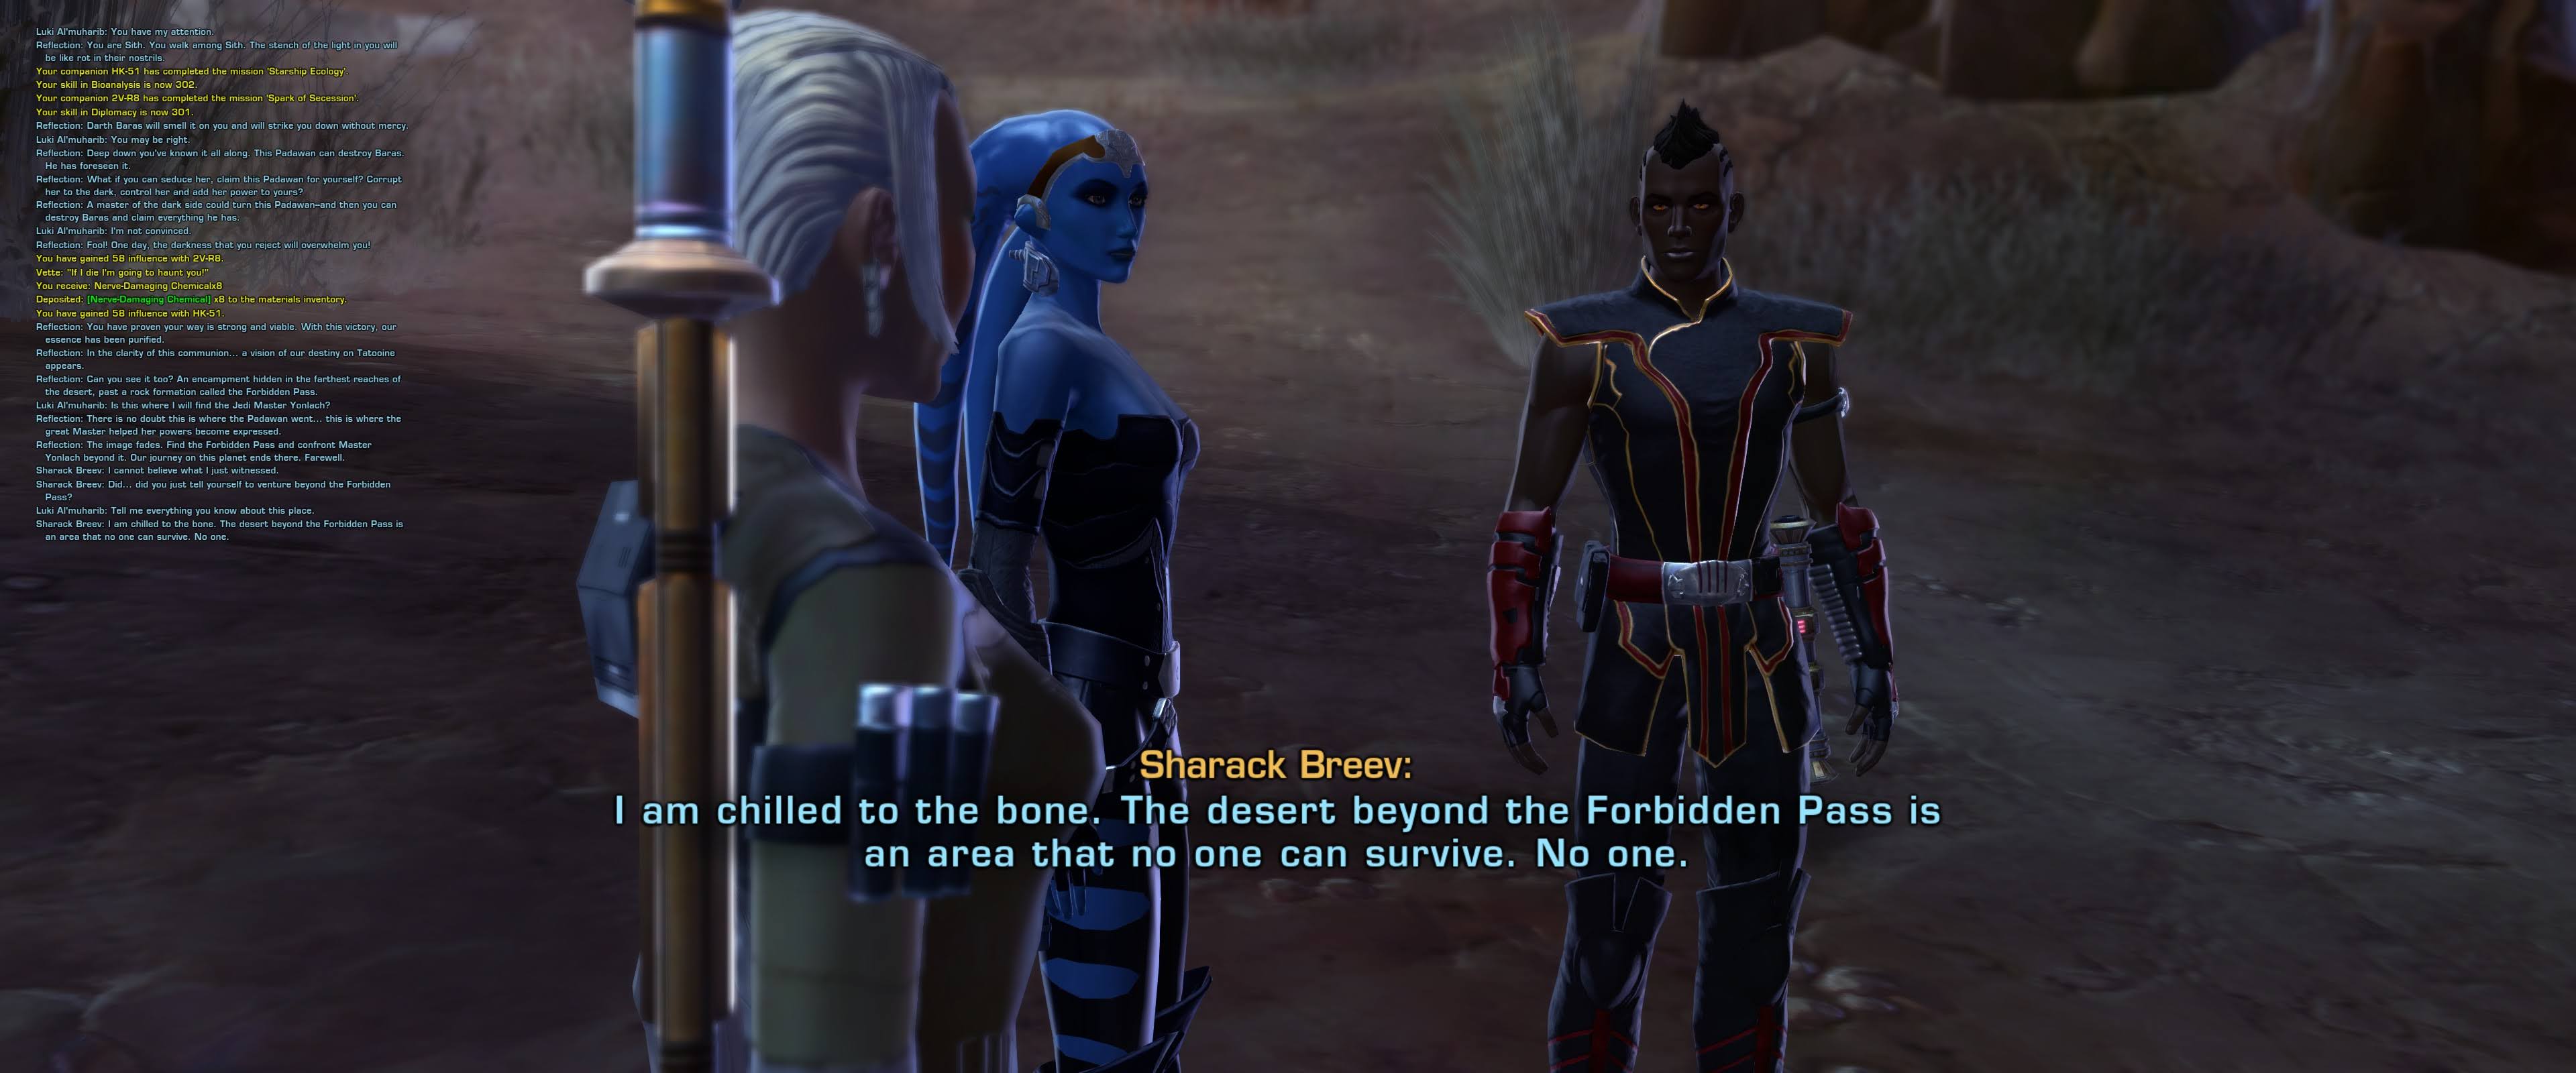 Luki Al'muharib: You have my attention.
Reflection: You are Sith. You walk among Sith. The stench of the light in you will
be like rot in their nostrils.
Your companion HK-51 has completed the mission 'Starship Ecology'.
Your skill in Bioanalysis is now 302.
Your companion 2V-R8 has completed the mission 'Spark of Secession'.
Your skill in Diplomacy is now 301.
Reflection: Darth Baras will smell it on you and will strike you down without mercy.
Luki Al'muharib: You may be right.
Reflection: Deep down you've known it all along. This Padawan can destroy Baras.
He has foreseen it.
Reflection: What if you can seduce her, claim this Padawan for yourself? Corrupt
her to the dark, control her and add her power to yours?
Reflection: A master of the dark side could turn this Padawan—and then you can
destroy Baras and claim everything he has.
Luki Al'muharib: I'm not convinced.
Reflection: Fool! One day, the darkness that you reject will overwhelm you!
You have gained 58 influence with 2V-R8.
Vette: "If I die I'm going to haunt you!"
You receive: Nerve-Damaging Chemicalx8
Deposited: [Nerve-Damaging Chemical] x8 to the materials inventory.
You have gained 58 influence with HK-51.
Reflection: You have proven your way is strong and viable. With this victory, our
essence has been purified.
Reflection: In the clarity of this communion... a vision of our destiny on Tatooine
appears.
Reflection: Can you see it too? An encampment hidden in the farthest reaches of
the desert, past a rock formation called the Forbidden Pass.
Luki Al'muharib: Is this where I will find the Jedi Master Yonlach?
Reflection: There is no doubt this is where the Padawan went... this is where the
great Master helped her powers become expressed.
Reflection: The image fades. Find the Forbidden Pass and confront Master
Yonlach beyond it. Our journey on this planet ends there. Farewell.
Sharack Breev: I cannot believe what I just witnessed.
Sharack Breev: Did... did you just tell yourself to venture beyond the Forbidden
Pass?
Luki Al'muharib: Tell me everything you know about this place.
Sharack Breev: I am chilled to the bone. The desert beyond the Forbidden Pass is
an area that no one can survive. No one.
Sharack Breev:
I am chilled to the bone. The desert beyond the Forbidden Pass is
an area that no one can survive. No one.